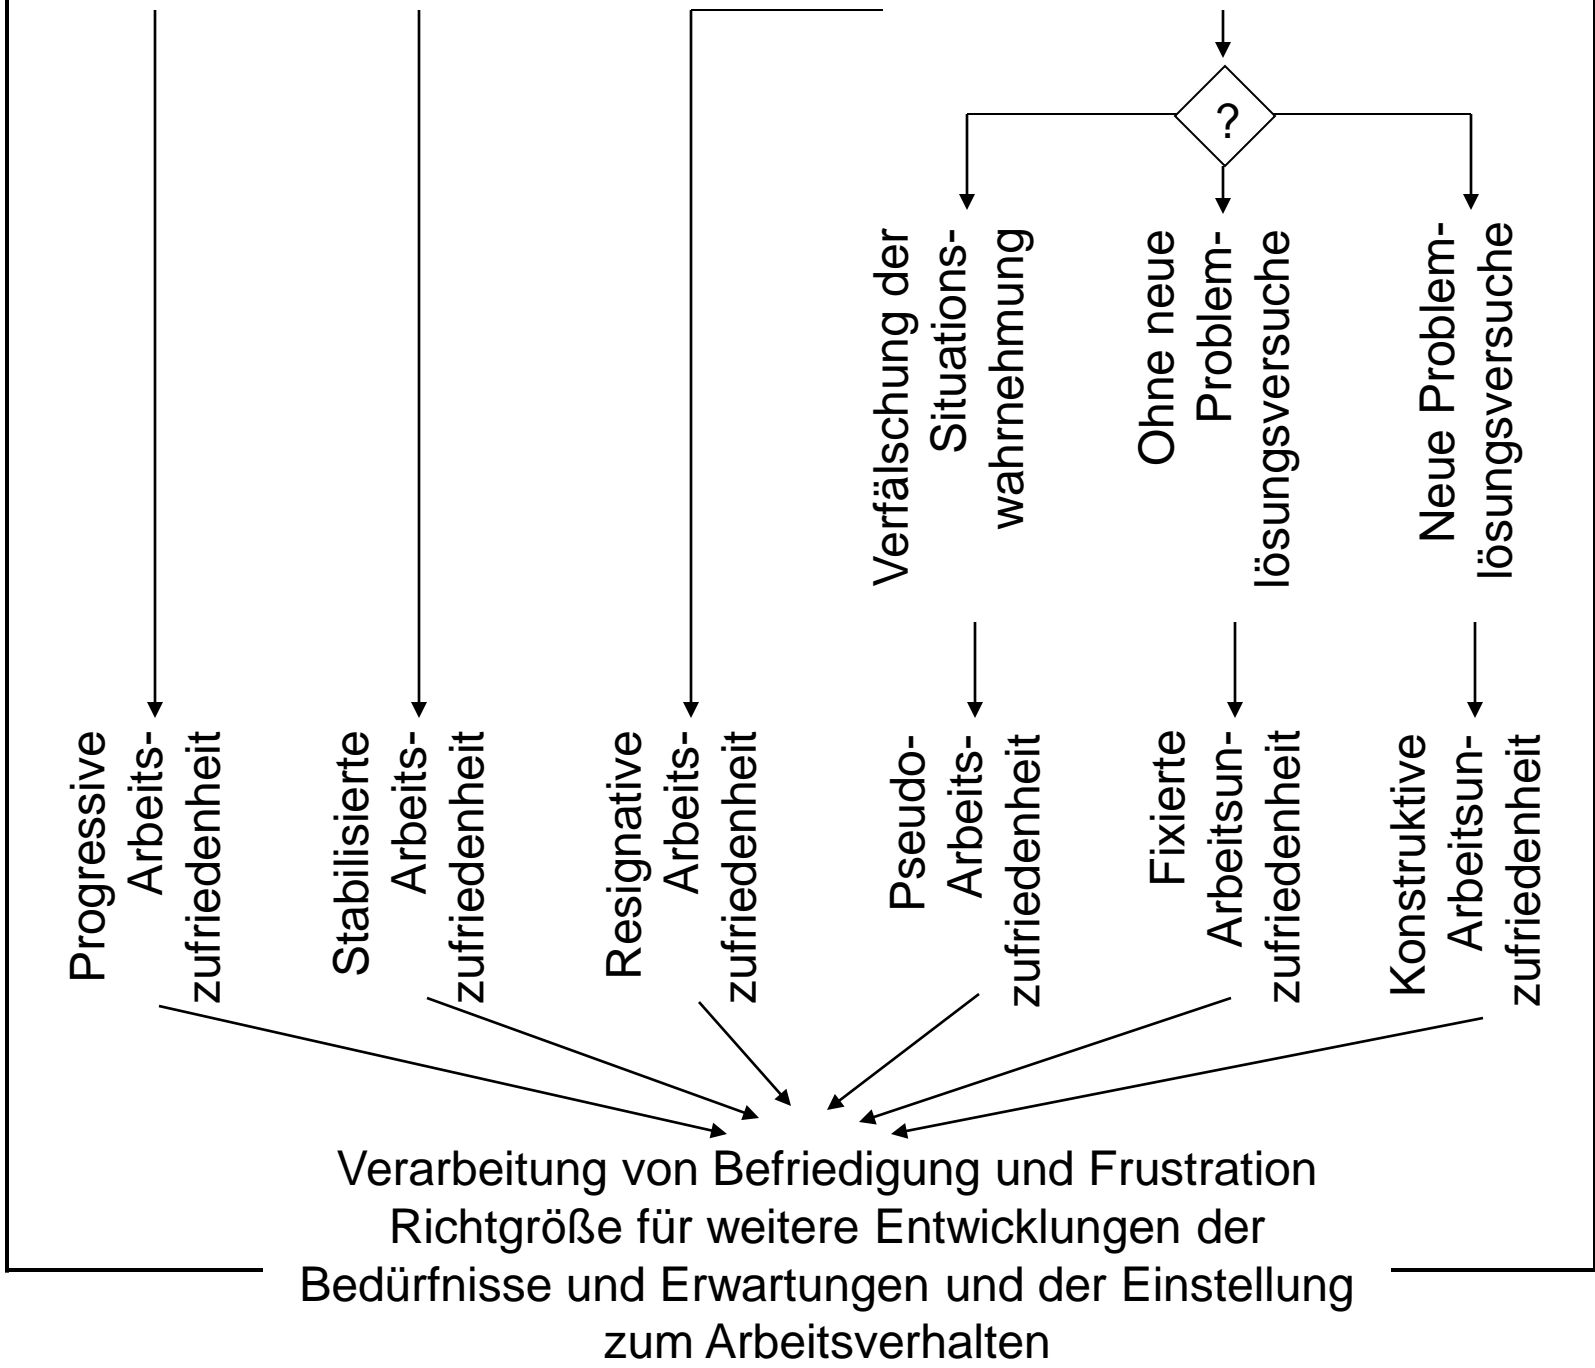 ?
Verfälschung der
Situations-
wahrnehmung
Ohne neue
Problem-
lösungsversuche
Neue Problem-
lösungsversuche
Progressive
Arbeits-
zufriedenheit
Stabilisierte
Arbeits-
zufriedenheit
Resignative
Arbeits-
zufriedenheit
Pseudo-
Arbeits-
zufriedenheit
Fixierte
Arbeitsun-
zufriedenheit
Konstruktive
Arbeitsun-
zufriedenheit
Verarbeitung von Befriedigung und Frustration
Richtgröße für weitere Entwicklungen der
Bedürfnisse und Erwartungen und der Einstellung
zum Arbeitsverhalten